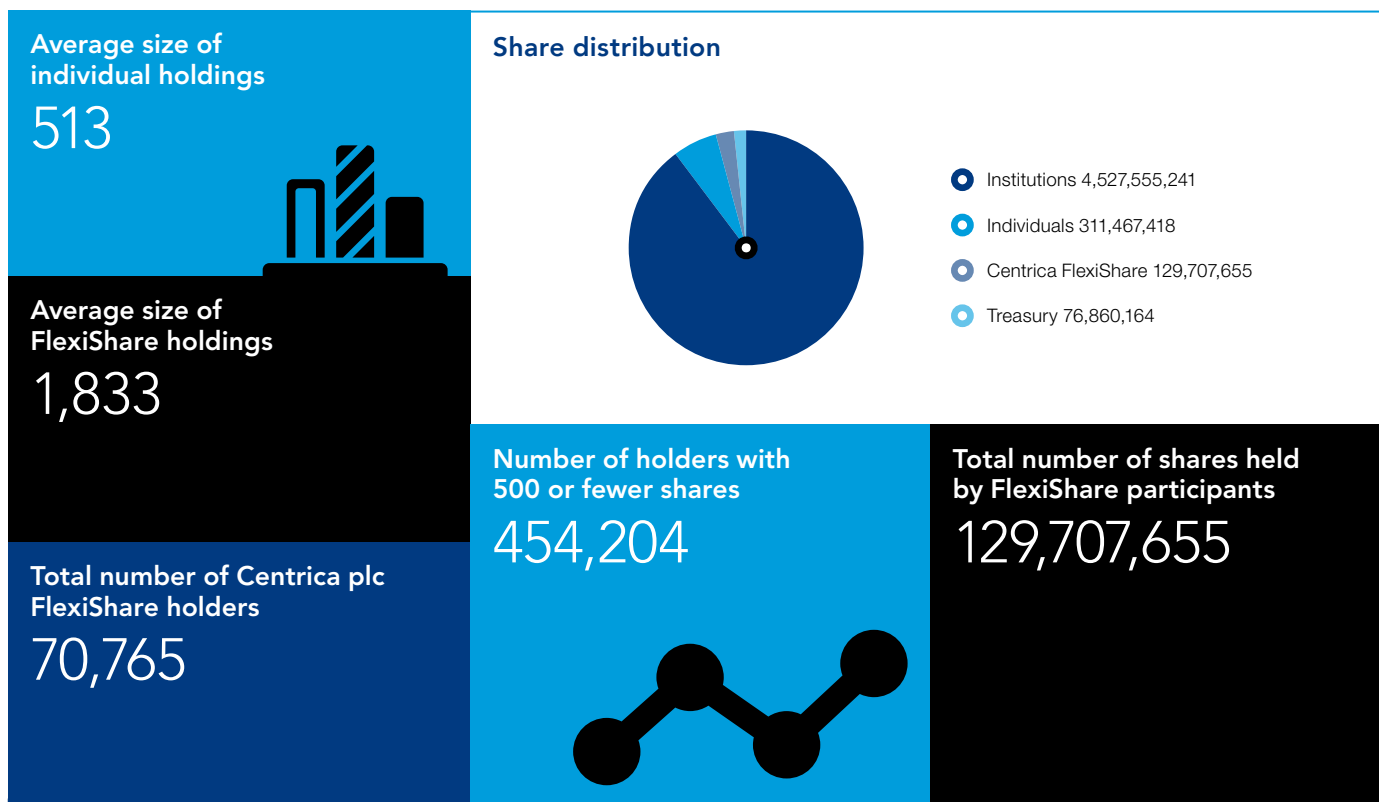 Average size of
individual holdings
513
Average size of
FlexiShare holdings
1,833
Total number of Centrica plc
FlexiShare holders
70,765
Share distribution
Institutions 4,527,555,241
Individuals 311,467,418
Centrica FlexiShare 129,707,655
Treasury 76,860,164
Number of holders with
500 or fewer shares
454,204
Total number of shares held
by FlexiShare participants
129,707,655